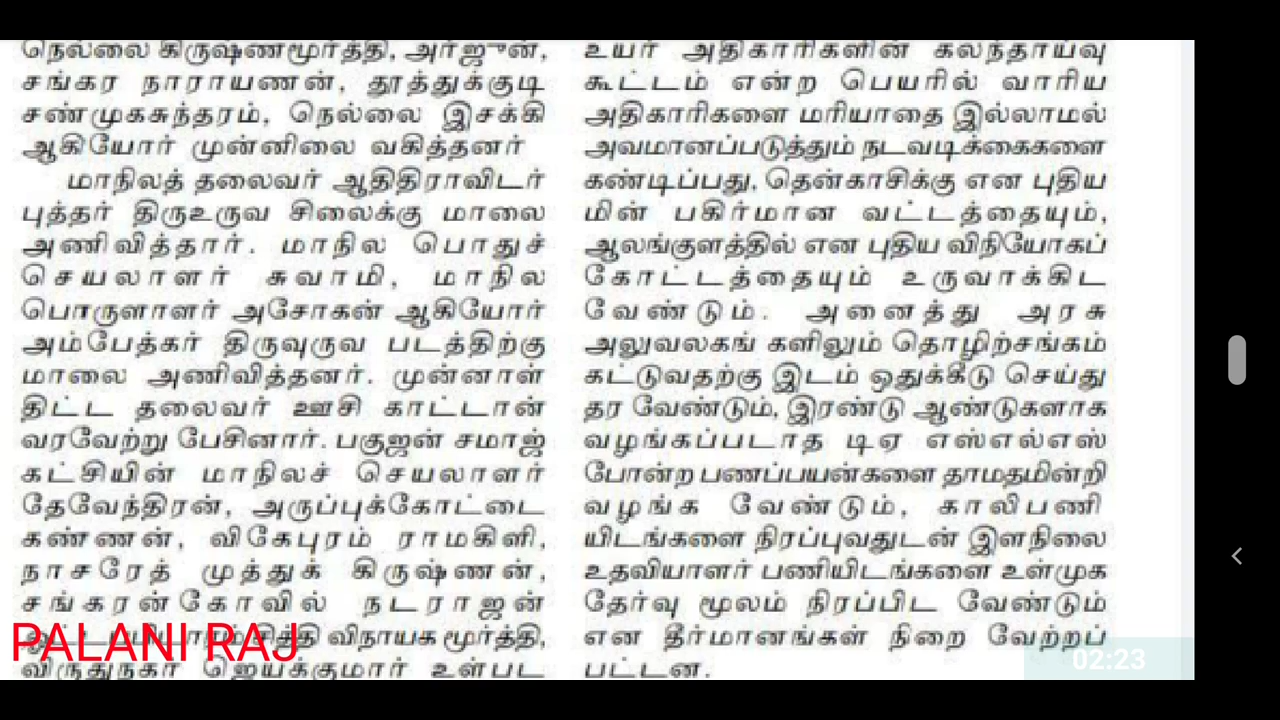 நெல்லை கிருஷ்ணமூர்த்தி, அர்ஜுன்,
சங்கர நாராயணன், தூத்துக்குடி
சண்முகசுந்தரம், நெல்லை இசக்கி
ஆகியோர் முன்னிலை வகித்தனர்
மாநிலத் தலைவர் ஆதிதிராவிடர்
புத்தர் திருஉருவ சிலைக்கு மாலை
அணிவித்தார். மாநில பொதுச்
செயலாளர் சுவாமி, மாநில
பொருளாளர் அசோகன் ஆகியோர்
அம்பேத்கர் திருவுருவ படத்திற்கு
மாலை அணிவித்தனர். முன்னாள்
திட்ட தலைவர் ஊசி காட்டான்
வரவேற்று பேசினார். பகுஜன் சமாஜ்
கட்சியின் மாநிலச் செயலாளர்
தேவேந்திரன், அருப்புக்கோட்டை
கண்ணன், விகேபுரம் ராமகிளி,
நாசரேத் முத்துக் கிருஷ்ணன்,
சங்கரன்கோவில் நடராஜன்
சித்தி விநாயக மூர்த்தி,
விருதுநகர் ஜெயக்குமார் உள்பட
உயர் அதிகாரிகளின் கலந்தாய்வு
கூட்டம் என்ற பெயரில் வாரிய
அதிகாரிகளை மரியாதை இல்லாமல்
அவமானப்படுத்தும் நடவடிக்கைகளை
கண்டிப்பது, தென்காசிக்கு என புதிய
மின் பகிர்மான வட்டத்தையும்,
ஆலங்குளத்தில் என புதிய வினியோகப்
கோட்டத்தையும் உருவாக்கிட
வேண்டும். அனைத்து அரசு
அலுவலகங் களிலும் தொழிற்சங்கம்
கட்டுவதற்கு இடம் ஒதுக்கீடு செய்து
தர வேண்டும், இரண்டு ஆண்டுகளாக
வழங்கப்படாத டிஏ எஸ்எல்எஸ்
போன்ற பணப்பயன்களை தாமதமின்றி
வழங்க வேண்டும், காலிபணி
யிடங்களை நிரப்புவதுடன் இளநிலை
உதவியாளர் பணியிடங்களை உள்முக
தேர்வு மூலம் நிரப்பிட வேண்டும்
என தீர்மானங்கள் நிறை வேற்றப்
பட்டன.
PALANI RAJ
02:23